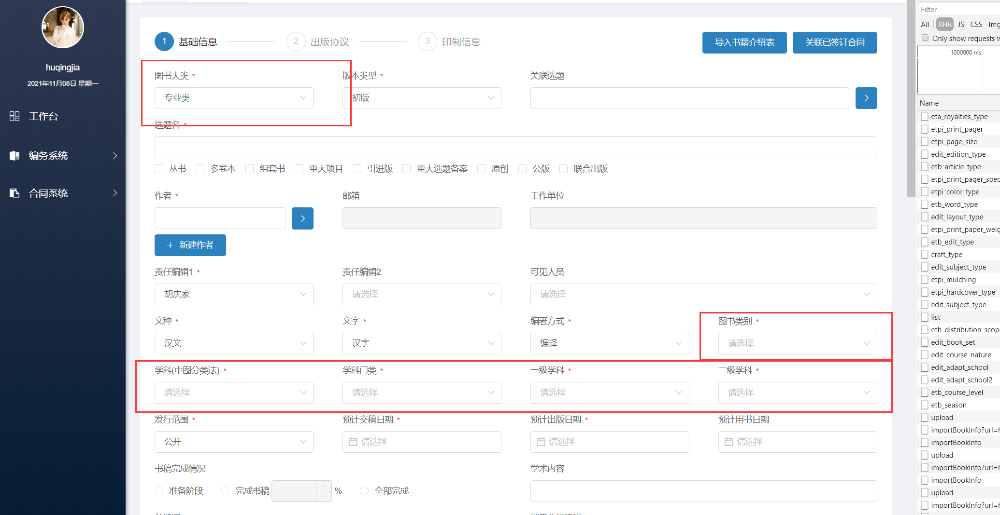 huqingjia
2021年11月08日 星期一
工作台
编务系统
合同系统
1 基础信息 2 出版协议 3 印制信息 导入书籍介绍表 关联已签订合同
图书大类 * 版本类型 * 关联选题
专业类 初版
选题名 *
丛书 多卷本 组套书 重大项目 引进版 重大选题备案 原创 公版 联合出版
作者 * 邮箱 工作单位
+ 新建作者
责任编辑1 * 责任编辑2 可见人员
胡庆家 请选择 请选择
文种 * 文字 * 编著方式 * 图书类别 *
汉文 汉字 编译 请选择
学科(中图分类法) * 学科门类 * 一级学科 * 二级学科 *
请选择 请选择 请选择 请选择
发行范围 * 预计交稿日期 * 预计出版日期 * 预计用书日期
公开 请选择 请选择 请选择
书稿完成情况 学术内容
准备阶段 完成书稿 % 全部完成
Filter
All XHR JS CSS Img
Only show requests w
1000000 ms
Name
eta_royalties_type
etpi_print_pager
etpi_page_size
edit_edition_type
etb_article_type
etpi_print_pager_spec
etpi_color_type
etb_word_type
edit_layout_type
etpi_print_paper_weig
etb_edit_type
craft_type
edit_subject_type
etpi_mulching
etpi_hardcover_type
edit_subject_type
list
etb_distribution_scop
edit_book_set
edit_course_nature
edit_adapt_school
edit_adapt_school2
etb_course_level
etb_season
upload
importBookInfo?url=h
importBookInfo
upload
importBookInfo?url=h
importBookInfo
upload
importBookInfo?url=h